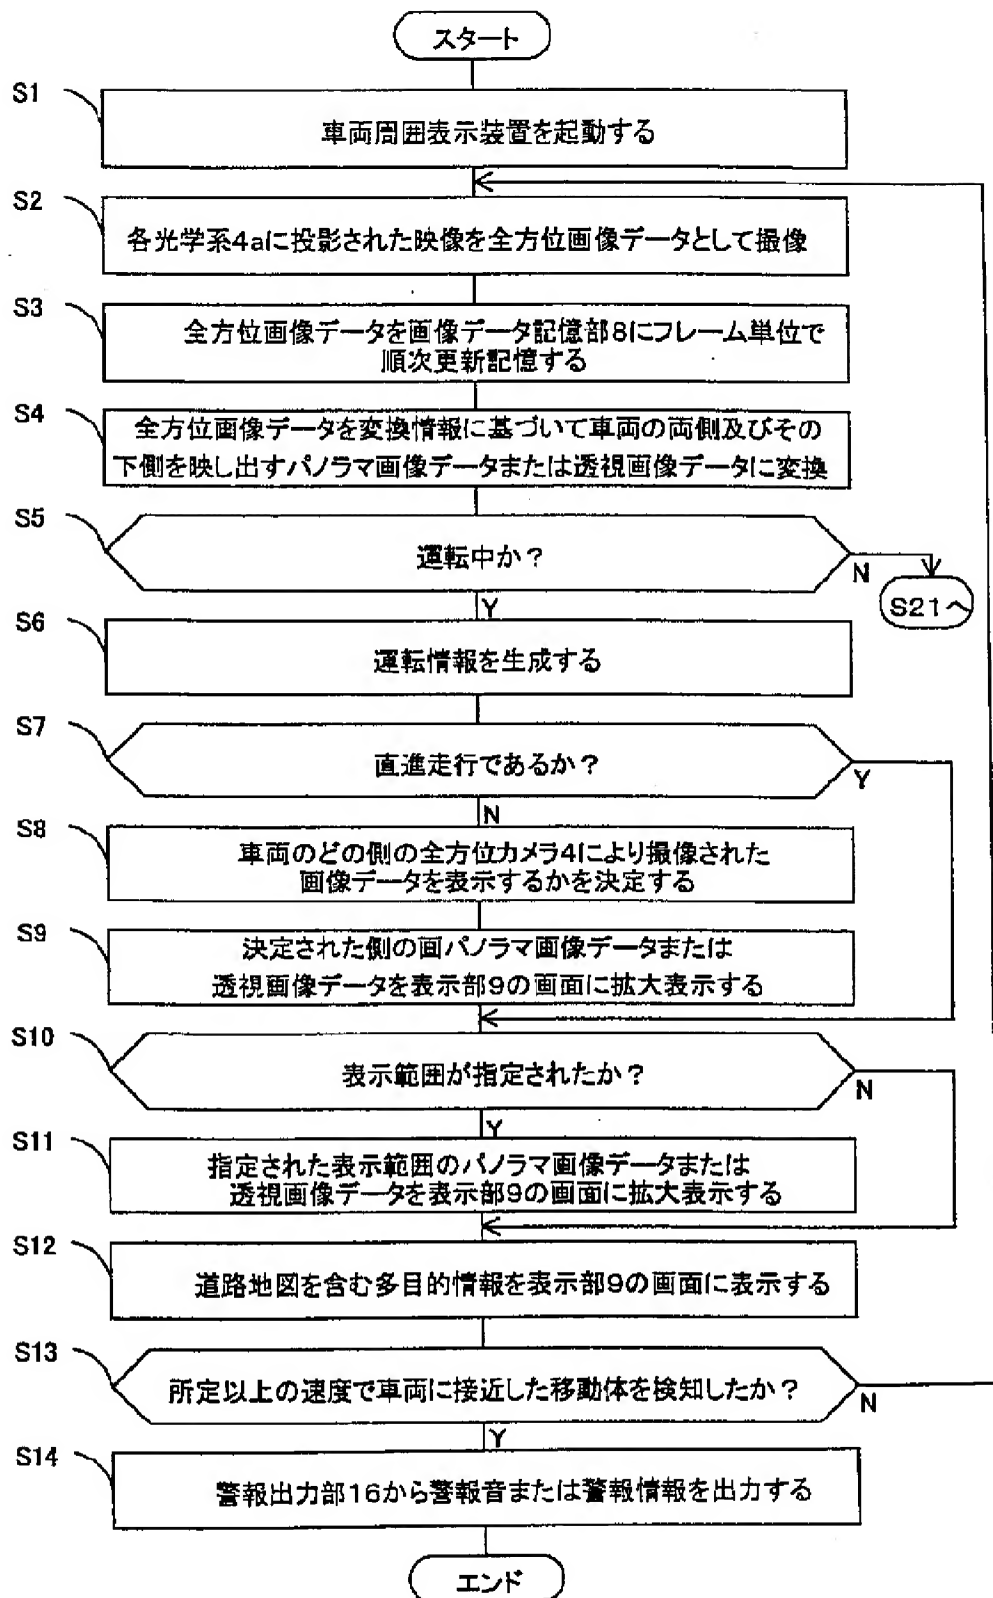 スタート
S1
車両周囲表示装置を起動する
S2
各光学系4aに投影された映像を全方位画像データとして撮像
S3
全方位画像データを画像データ記憶部8にフレーム単位で
順次更新記憶する
S4
全方位画像データを変換情報に基づいて車両の両側及びその
下側を映し出すパノラマ画像データまたは透視画像データに変換
S5
運転中か?
N
S21へ
Y
S6
運転情報を生成する
S7
直進走行であるか?
Y
N
S8
車両のどの側の全方位カメラ4により撮像された
画像データを表示するかを決定する
S9
決定された側の画パノラマ画像データまたは
透視画像データを表示部9の画面に拡大表示する
S10
表示範囲が指定されたか?
N
Y
S11
指定された表示範囲のパノラマ画像データまたは
透視画像データを表示部9の画面に拡大表示する
S12
道路地図を含む多目的情報を表示部9の画面に表示する
S13
所定以上の速度で車両に接近した移動体を検知したか?
N
Y
S14
警報出力部16から警報音または警報情報を出力する
エンド